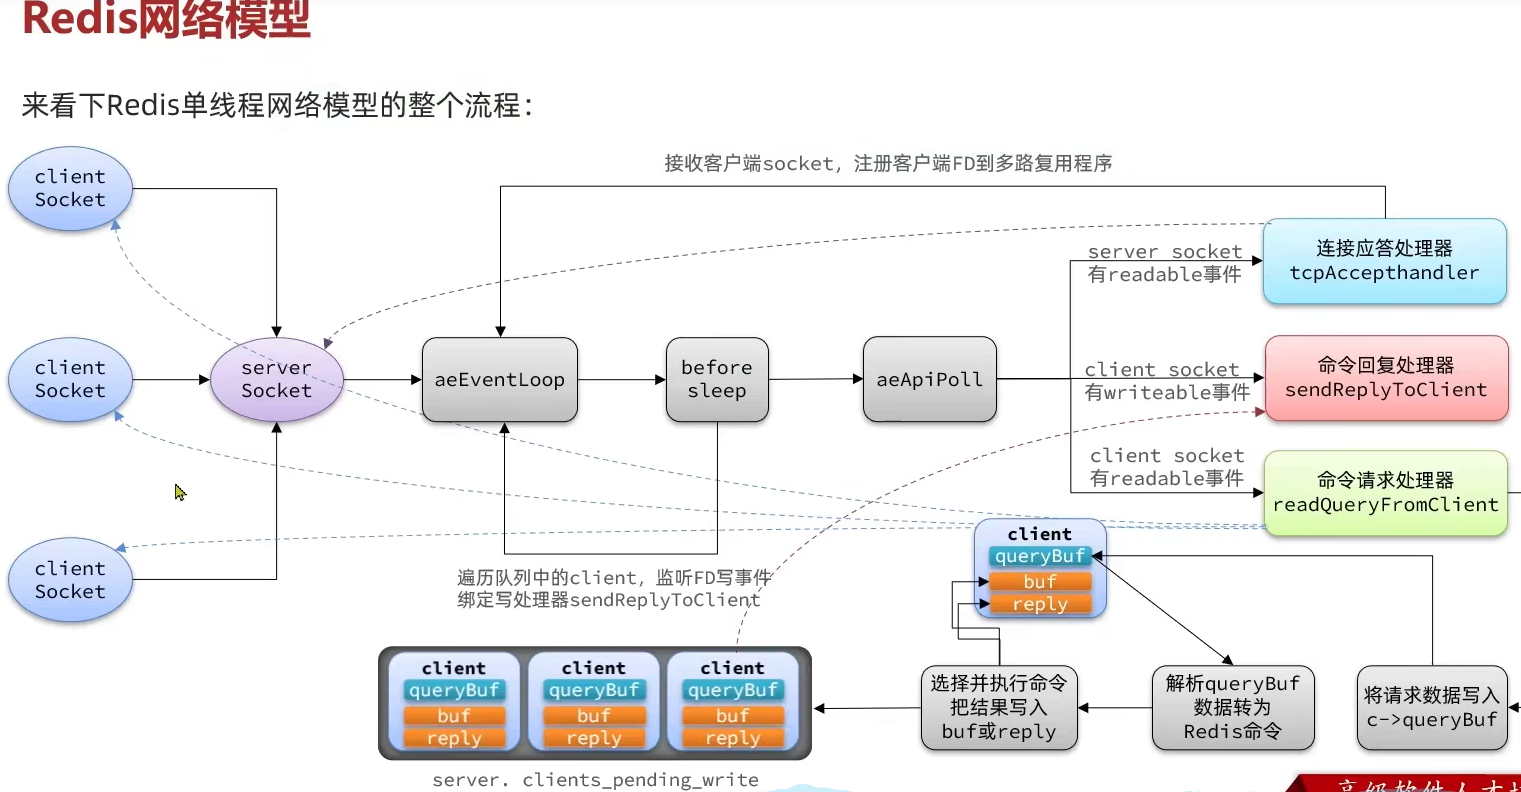 Redis网络模型
来看下Redis单线程网络模型的整个流程：
接收客户端socket，注册客户端FD到多路复用程序
client
Socket
server socket
有readable事件
连接应答处理器
tcpAccepthandler
client
Socket
server
Socket
aeEventLoop
before
sleep
aeApiPoll
client socket
有writeable事件
命令回复处理器
sendReplyToClient
client socket
有readable事件
命令请求处理器
readQueryFromClient
client
Socket
遍历队列中的client，监听FD写事件
绑定写处理器sendReplyToClient
client
queryBuf
buf
reply
client
queryBuf
buf
reply
client
queryBuf
buf
reply
client
queryBuf
buf
reply
选择并执行命令
把结果写入
buf或reply
解析queryBuf
数据转为
Redis命令
将请求数据写入
c->queryBuf
server. clients_pending_write
高级软件人才培